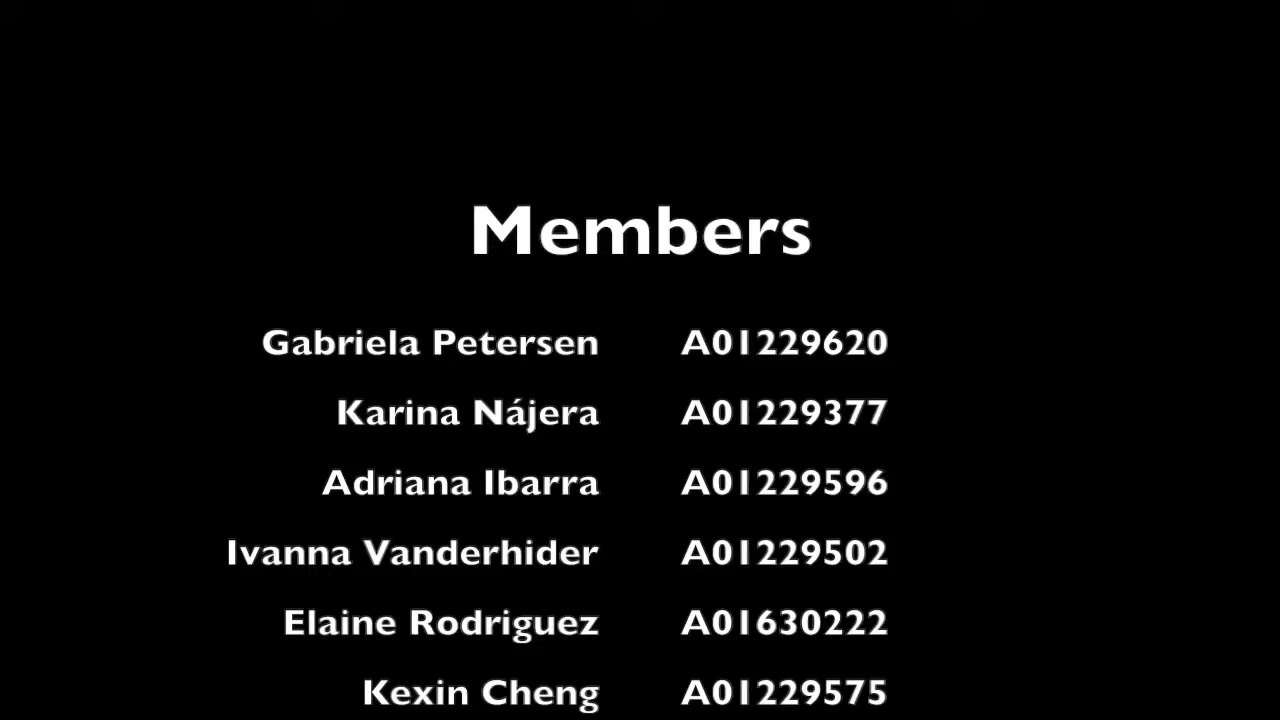 Members
Gabriela Petersen A01229620
Karina Nájera A01229377
Adriana Ibarra A01229596
Ivanna Vanderhider A01229502
Elaine Rodriguez A01630222
Kexin Cheng A01229575